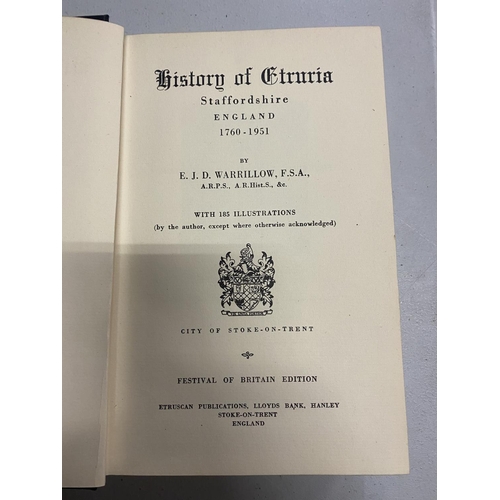 History of Etruria
Staffordshire
ENGLAND
1760-1951
BY
E. J. D. WARRILLOW, F.S.A.,
A.R.P.S., A.R.Hist.S., &c.
WITH 185 ILLUSTRATIONS
(by the author, except where otherwise acknowledged)
CITY OF STOKE-ON-TRENT
FESTIVAL OF BRITAIN EDITION
ETRUSCAN PUBLICATIONS, LLOYDS BANK, HANLEY
STOKE-ON-TRENT
ENGLAND